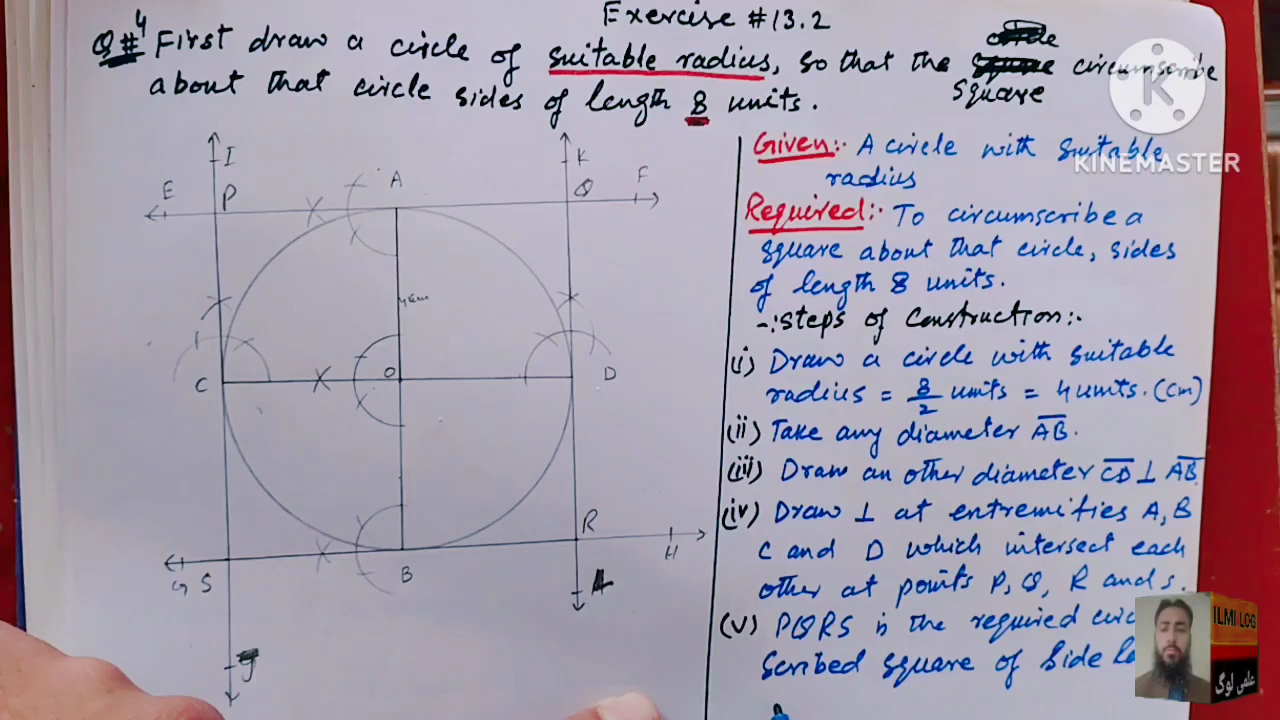 Exercise #13.2
Q#4 First draw a circle of suitable radius, so that the square circumscribe
about that circle sides of length 8 units.
KINEMASTER
Given:- A circle with suitable
radius
Required:- To circumscribe a
square about that circle, sides
of length 8 units.
-:Steps of Construction:-
(i) Draw a circle with suitable
radius = 8/2 units = 4 units. (cm)
(ii) Take any diameter A̅B̅.
(iii) Draw an other diameter C̅D̅ ⊥ A̅B̅
(iv) Draw ⊥ at extremities A, B
C and D which intersect each
other at points P, Q, R and S.
(v) PQRS is the required circ
scribed square of side
I
K
E P A Q F
4cm
C O D
R
G S B H
J
ILMI LOG
علمی لوگ